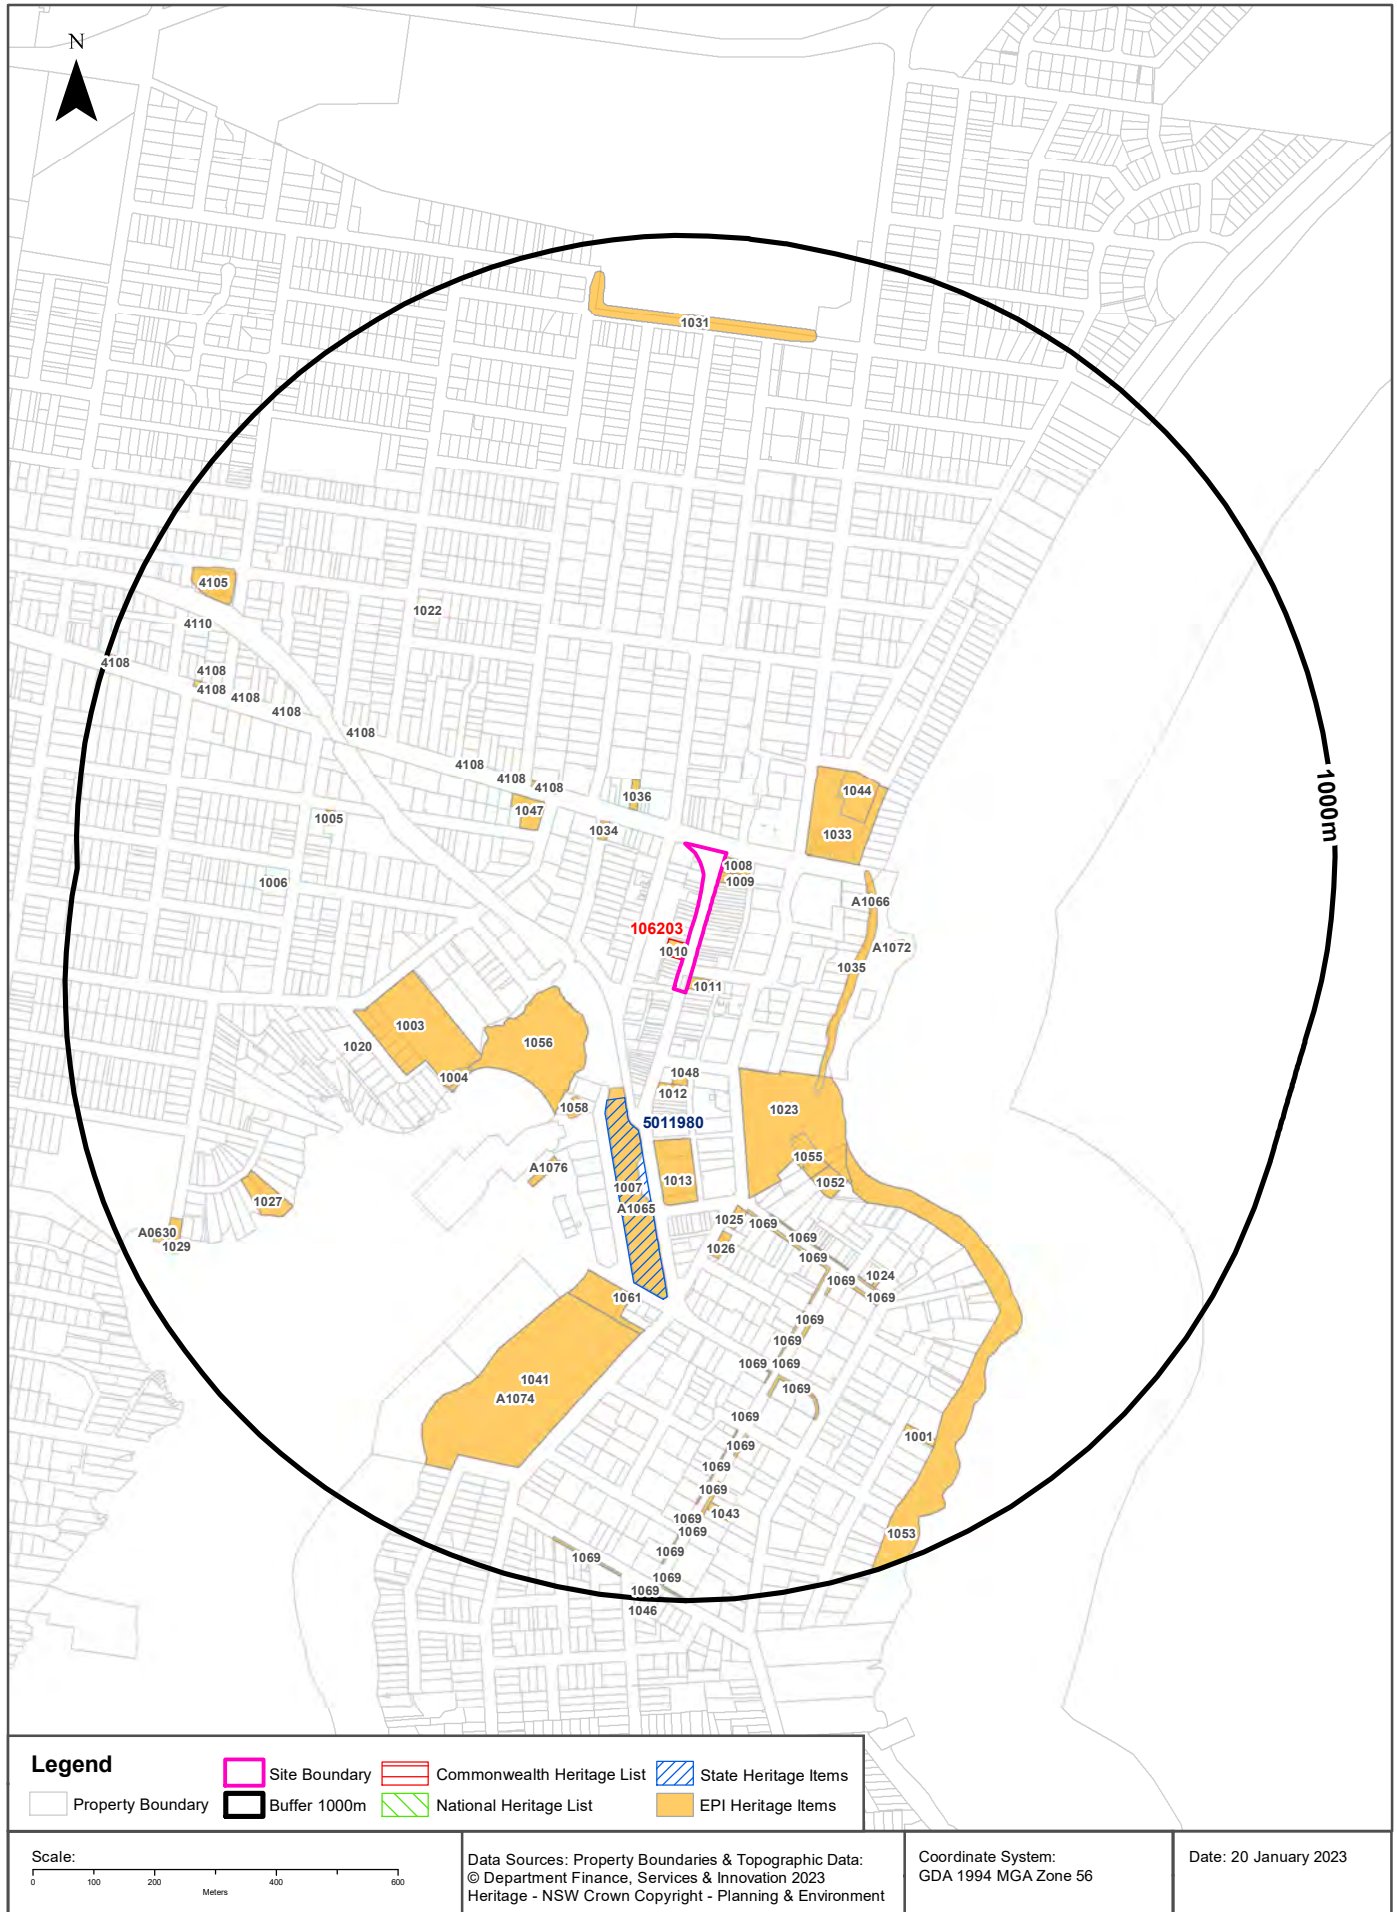 N
1031
4105
1022
4110
4108
4108
4108
4108
4108
4108
4108
4108
4108
1044
1036
1047
1005
1034
1033
1000m
1008
1009
1006
A1066
106203
A1072
1010
1035
1011
1003
1020
1056
1048
1004
1012
1058
1023
5011980
1055
A1076
1013
1052
1007
1027
A1065
1025
1069
A0630
1069
1029
1026
1069
1024
1069
1061
1069
1069
1069
1069
1069
1041
1069
A1074
1069
1001
1069
1069
1069
1043
1069
1069
1053
1069
1069
1069
1069
1046
Legend
Site Boundary
Commonwealth Heritage List
State Heritage Items
Property Boundary
Buffer 1000m
National Heritage List
EPI Heritage Items
Scale:
0 100 200 400 600
Meters
Data Sources: Property Boundaries & Topographic Data:
© Department Finance, Services & Innovation 2023
Heritage - NSW Crown Copyright - Planning & Environment
Coordinate System:
GDA 1994 MGA Zone 56
Date: 20 January 2023